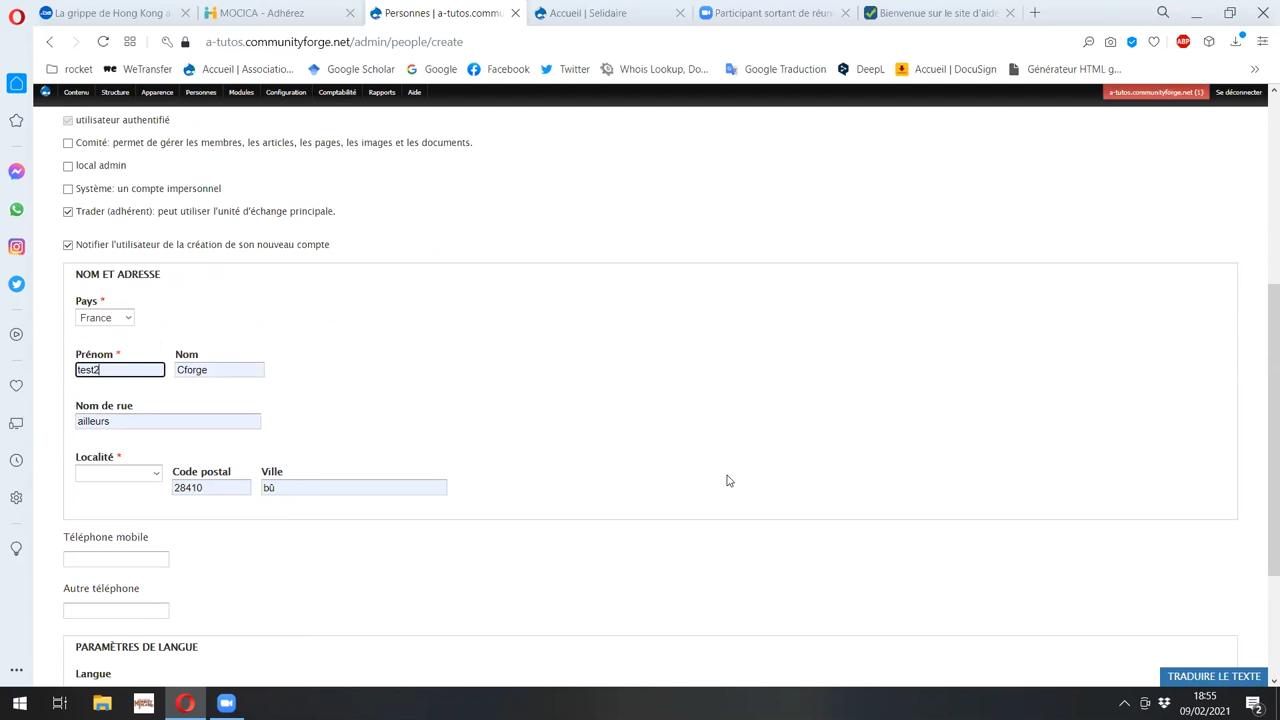 La grippe de Hong Kong a
MOCICA - Adhérez
Personnes | a-tutos.commu
Accueil | Selidaire
Participant sortant de réun
Bienvenue sur le site d'aide
a-tutos.communityforge.net/admin/people/create
ABP
rocket
WeTransfer
Accueil | Associatio...
Google Scholar
Google
Facebook
Twitter
Whois Lookup, Do...
Google Traduction
DeepL
Accueil | DocuSign
Générateur HTML g...
Contenu Structure Apparence Personnes Modules Configuration Comptabilité Rapports Aide
a-tutos.communityforge.net (1) Se déconnecter
utilisateur authentifié
Comité: permet de gérer les membres, les articles, les pages, les images et les documents.
local admin
Système: un compte impersonnel
Trader (adhérent): peut utiliser l'unité d'échange principale.
Notifier l'utilisateur de la création de son nouveau compte
NOM ET ADRESSE
Pays *
France
Prénom * Nom
test2 Cforge
Nom de rue
ailleurs
Localité * Code postal Ville
28410 bû
Téléphone mobile
Autre téléphone
PARAMÈTRES DE LANGUE
Langue
TRADUIRE LE TEXTE
18:55
09/02/2021
2